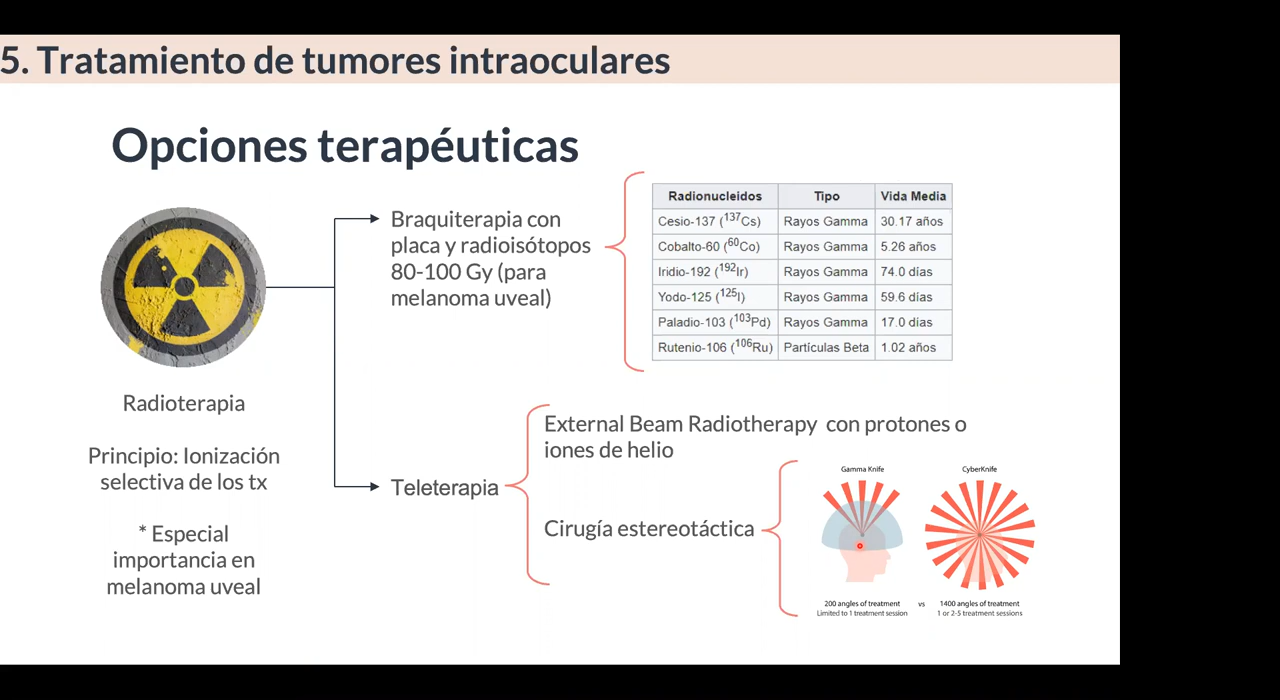 5. Tratamiento de tumores intraoculares
Opciones terapéuticas
Radioterapia
Principio: Ionización
selectiva de los tx
* Especial
importancia en
melanoma uveal
Braquiterapia con
placa y radioisótopos
80-100 Gy (para
melanoma uveal)
Radionucleidos Tipo Vida Media
Cesio-137 (¹³⁷Cs) Rayos Gamma 30.17 años
Cobalto-60 (⁶⁰Co) Rayos Gamma 5.26 años
Iridio-192 (¹⁹²Ir) Rayos Gamma 74.0 días
Yodo-125 (¹²⁵I) Rayos Gamma 59.6 días
Paladio-103 (¹⁰³Pd) Rayos Gamma 17.0 días
Rutenio-106 (¹⁰⁶Ru) Partículas Beta 1.02 años
Teleterapia
External Beam Radiotherapy con protones o
iones de helio
Cirugía estereotáctica
Gamma Knife CyberKnife
200 angles of treatment vs 1400 angles of treatment
Limited to 1 treatment session 1 or 2-5 treatment sessions